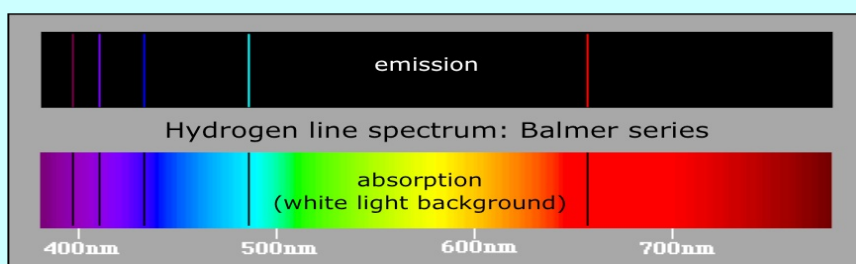 emission
Hydrogen line spectrum: Balmer series
absorption
(white light background)
400nm 500nm 600nm 700nm